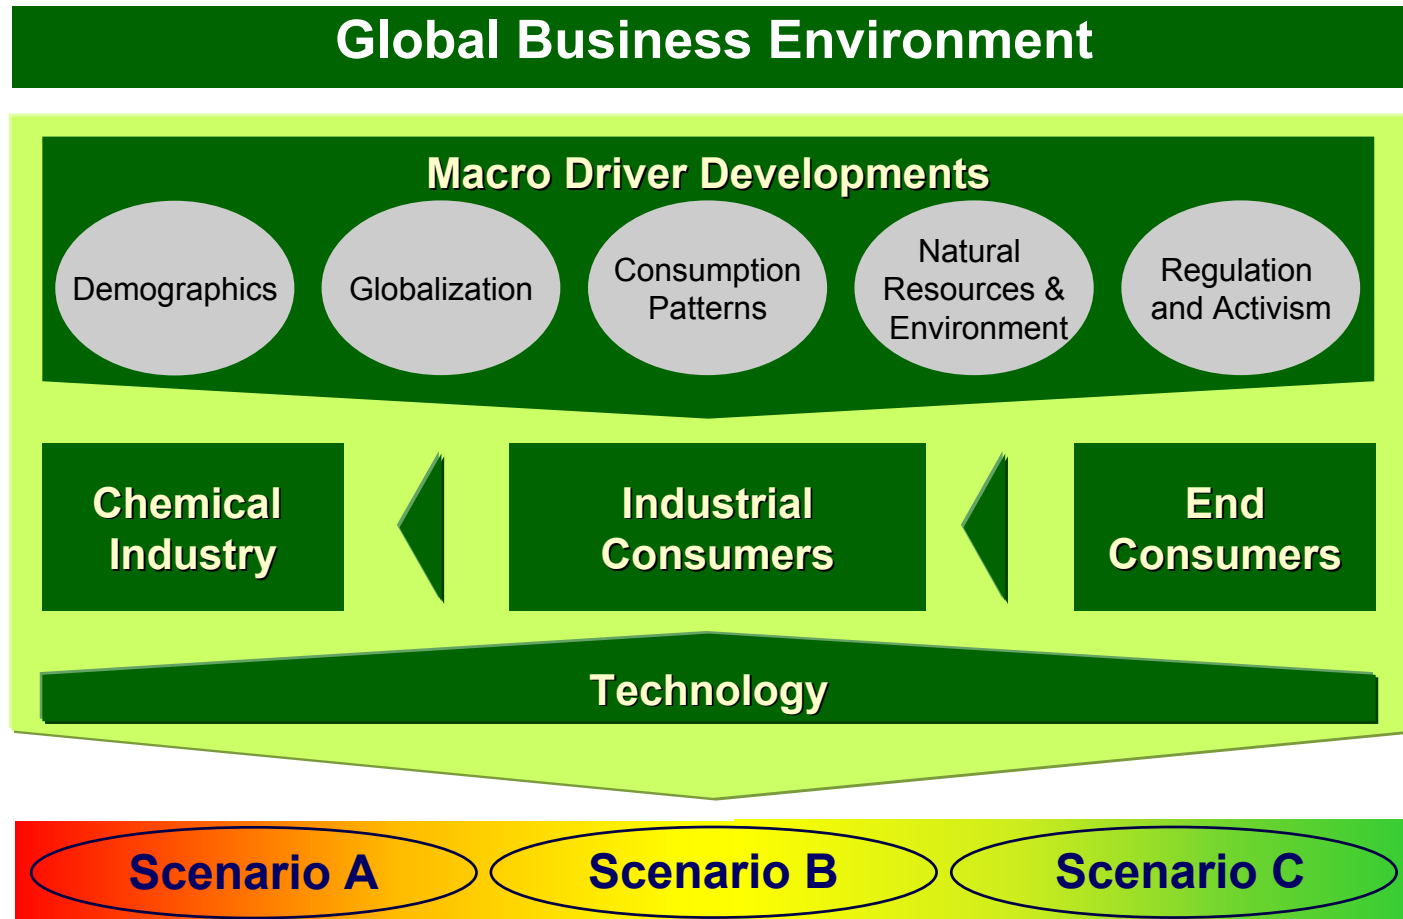 Global Business Environment
Macro Driver Developments
Demographics
Globalization
Consumption
Patterns
Natural
Resources &
Environment
Regulation
and Activism
Chemical
Industry
Industrial
Consumers
End
Consumers
Technology
Scenario A
Scenario B
Scenario C